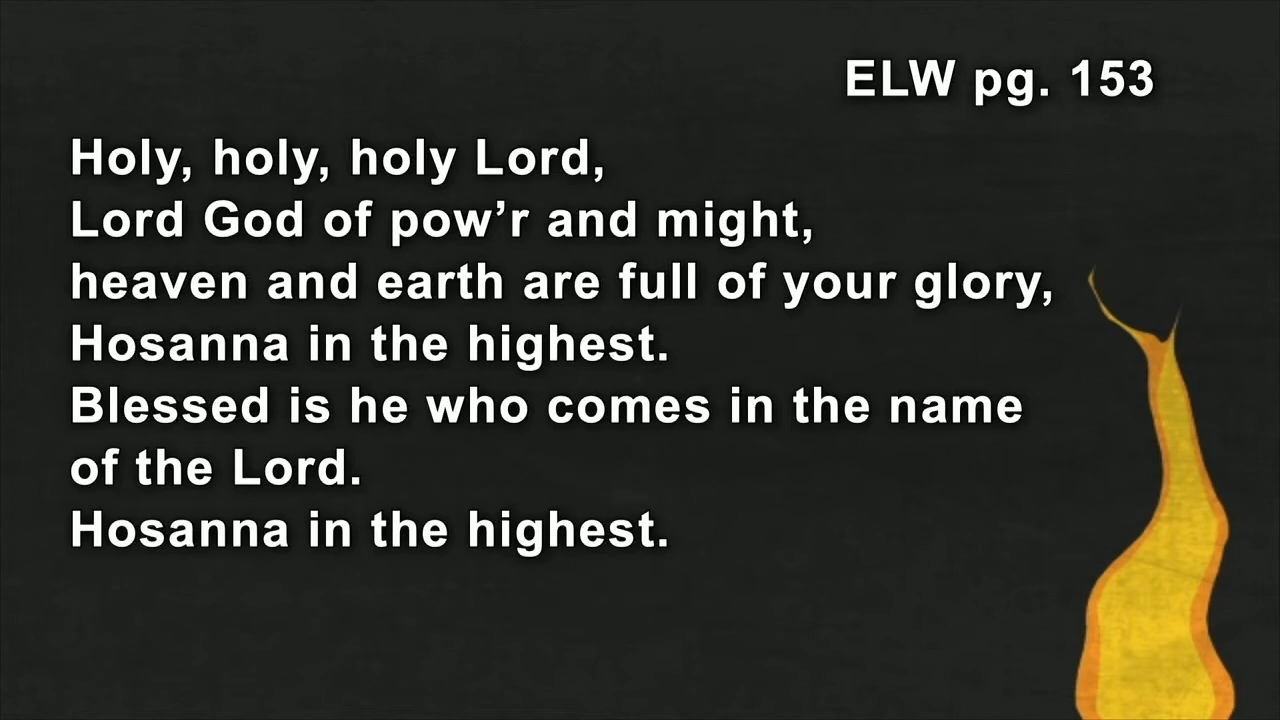 ELW pg. 153
Holy, holy, holy Lord,
Lord God of pow’r and might,
heaven and earth are full of your glory,
Hosanna in the highest.
Blessed is he who comes in the name
of the Lord.
Hosanna in the highest.